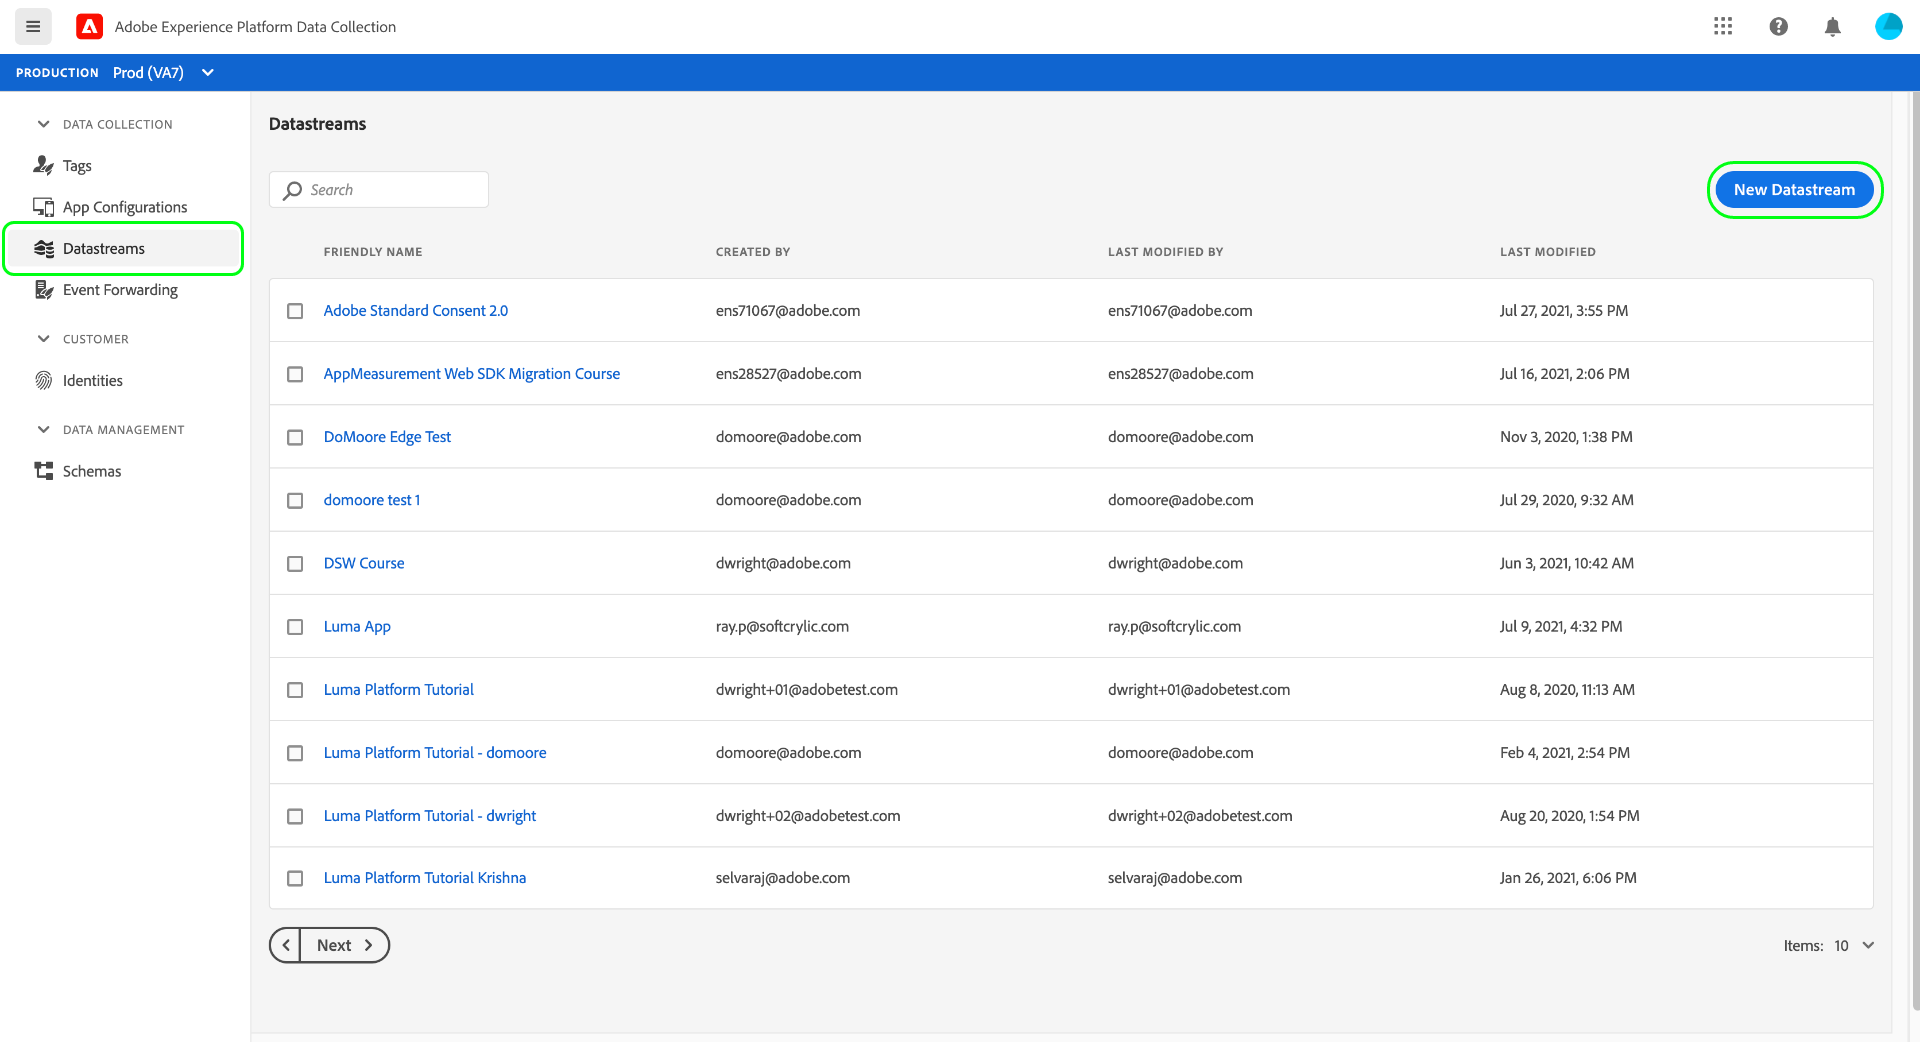 Adobe Experience Platform Data Collection
PRODUCTION Prod (VA7)
DATA COLLECTION
Tags
App Configurations
Datastreams
Event Forwarding
CUSTOMER
Identities
DATA MANAGEMENT
Schemas
Datastreams
Search
New Datastream
FRIENDLY NAME CREATED BY LAST MODIFIED BY LAST MODIFIED
Adobe Standard Consent 2.0 ens71067@adobe.com ens71067@adobe.com Jul 27, 2021, 3:55 PM
AppMeasurement Web SDK Migration Course ens28527@adobe.com ens28527@adobe.com Jul 16, 2021, 2:06 PM
DoMoore Edge Test domoore@adobe.com domoore@adobe.com Nov 3, 2020, 1:38 PM
domoore test 1 domoore@adobe.com domoore@adobe.com Jul 29, 2020, 9:32 AM
DSW Course dwright@adobe.com dwright@adobe.com Jun 3, 2021, 10:42 AM
Luma App ray.p@softcrylic.com ray.p@softcrylic.com Jul 9, 2021, 4:32 PM
Luma Platform Tutorial dwright+01@adobetest.com dwright+01@adobetest.com Aug 8, 2020, 11:13 AM
Luma Platform Tutorial - domoore domoore@adobe.com domoore@adobe.com Feb 4, 2021, 2:54 PM
Luma Platform Tutorial - dwright dwright+02@adobetest.com dwright+02@adobetest.com Aug 20, 2020, 1:54 PM
Luma Platform Tutorial Krishna selvaraj@adobe.com selvaraj@adobe.com Jan 26, 2021, 6:06 PM
Next
Items: 10